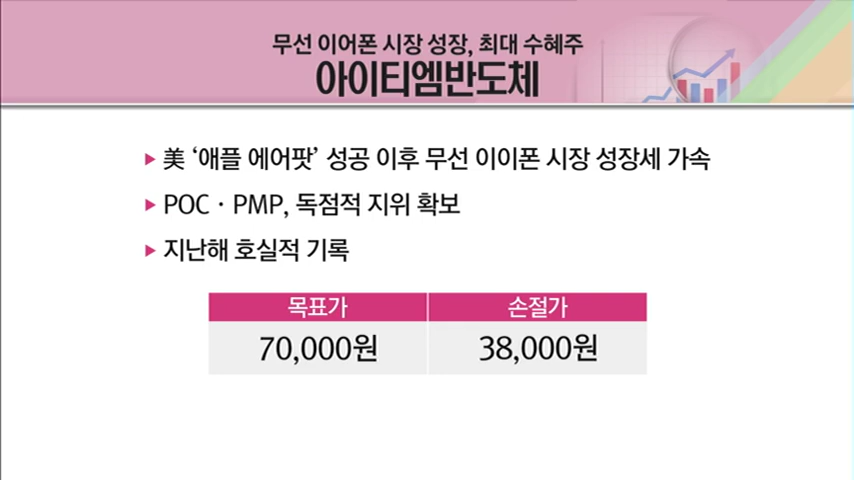 무선 이어폰 시장 성장, 최대 수혜주
아이티엠반도체
▶ 美 ‘애플 에어팟’ 성공 이후 무선 이이폰 시장 성장세 가속
▶ POC · PMP, 독점적 지위 확보
▶ 지난해 호실적 기록
목표가 손절가
70,000원 38,000원